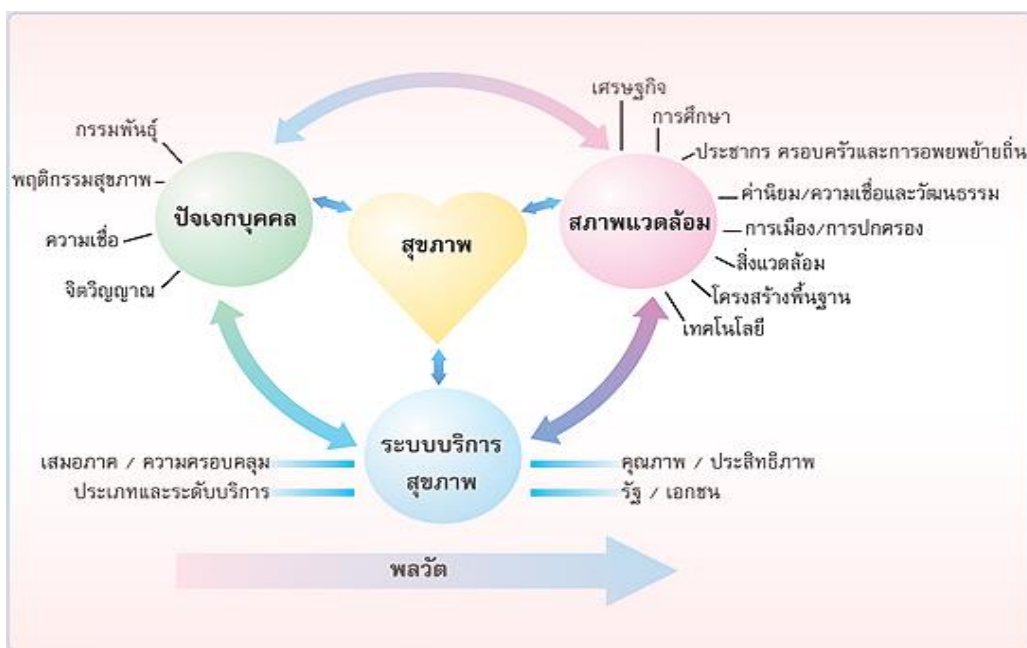 เศรษฐกิจ
การศึกษา
กรรมพันธุ์
ประชากร ครอบครัวและการอพยพย้ายถิ่น
พฤติกรรมสุขภาพ
ค่านิยม/ความเชื่อและวัฒนธรรม
ปัจเจกบุคคล
สภาพแวดล้อม
การเมือง/การปกครอง
ความเชื่อ
สุขภาพ
สิ่งแวดล้อม
จิตวิญญาณ
โครงสร้างพื้นฐาน
เทคโนโลยี
ระบบบริการ
สุขภาพ
เสมอภาค / ความครอบคลุม
คุณภาพ / ประสิทธิภาพ
ประเภทและระดับบริการ
รัฐ / เอกชน
พลวัต